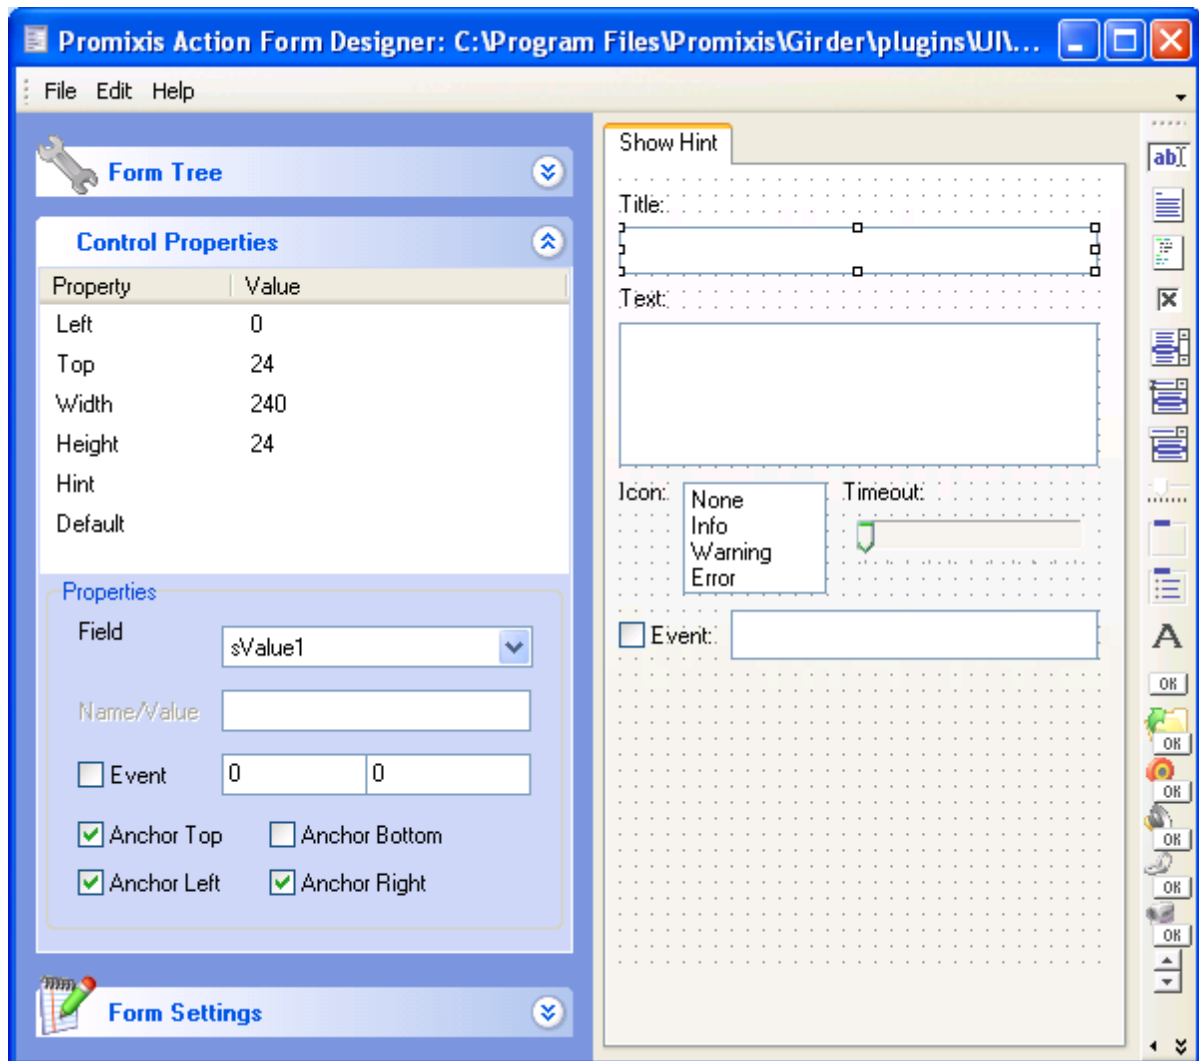 Promixis Action Form Designer: C:\Program Files\Promixis\Girder\plugins\UI\...
File Edit Help
Form Tree
Control Properties
Property Value
Left 0
Top 24
Width 240
Height 24
Hint
Default
Properties
Field sValue1
Name/Value
Event 0 0
Anchor Top Anchor Bottom
Anchor Left Anchor Right
Form Settings
Show Hint
Title:
Text:
Icon: None
Info
Warning
Error
Timeout:
Event:
ab
A
OK
OK
OK
OK
OK
OK